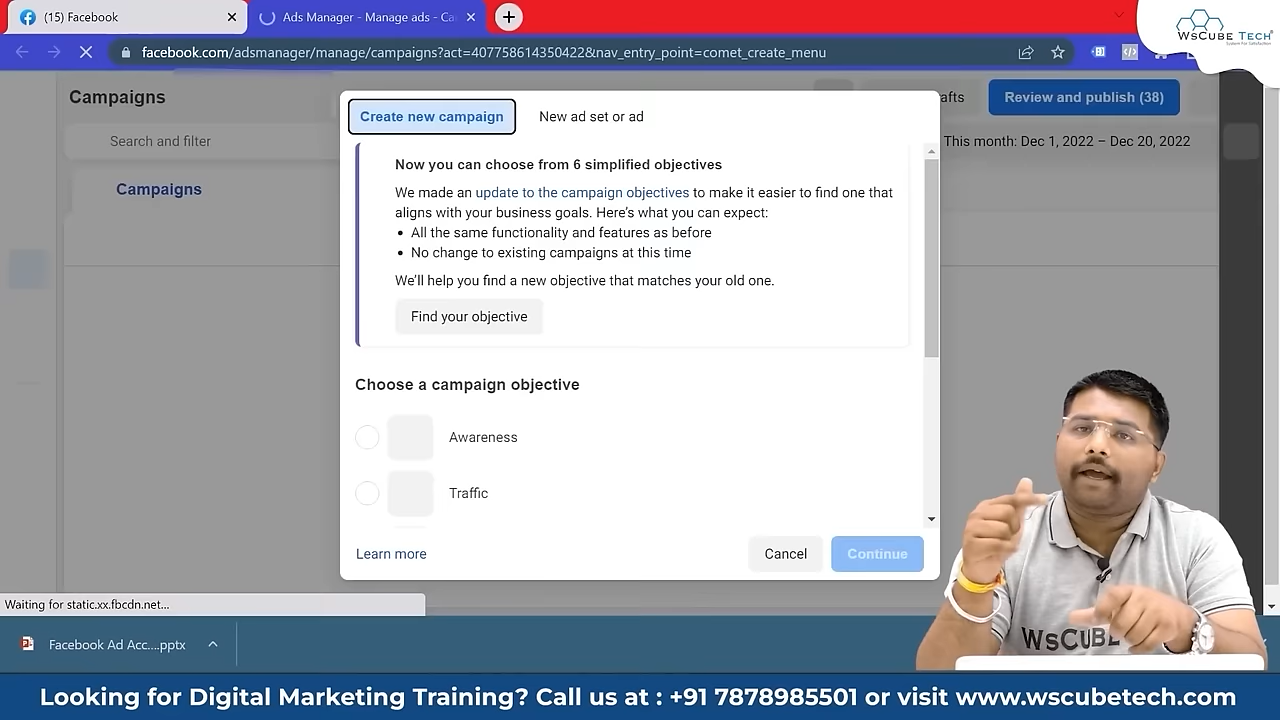 (15) Facebook
Ads Manager - Manage ads - Ca
WsCube Tech
facebook.com/adsmanager/manage/campaigns?act=407758614350422&nav_entry_point=comet_create_menu
Campaigns
Create new campaign
New ad set or ad
afts
Review and publish (38)
Search and filter
This month: Dec 1, 2022 – Dec 20, 2022
Campaigns
Now you can choose from 6 simplified objectives
We made an update to the campaign objectives to make it easier to find one that
aligns with your business goals. Here's what you can expect:
• All the same functionality and features as before
• No change to existing campaigns at this time
We'll help you find a new objective that matches your old one.
Find your objective
Choose a campaign objective
Awareness
Traffic
Learn more
Cancel
Continue
Waiting for static.xx.fbcdn.net...
Facebook Ad Acc....pptx
WsCUBE
Looking for Digital Marketing Training? Call us at : +91 7878985501 or visit www.wscubetech.com